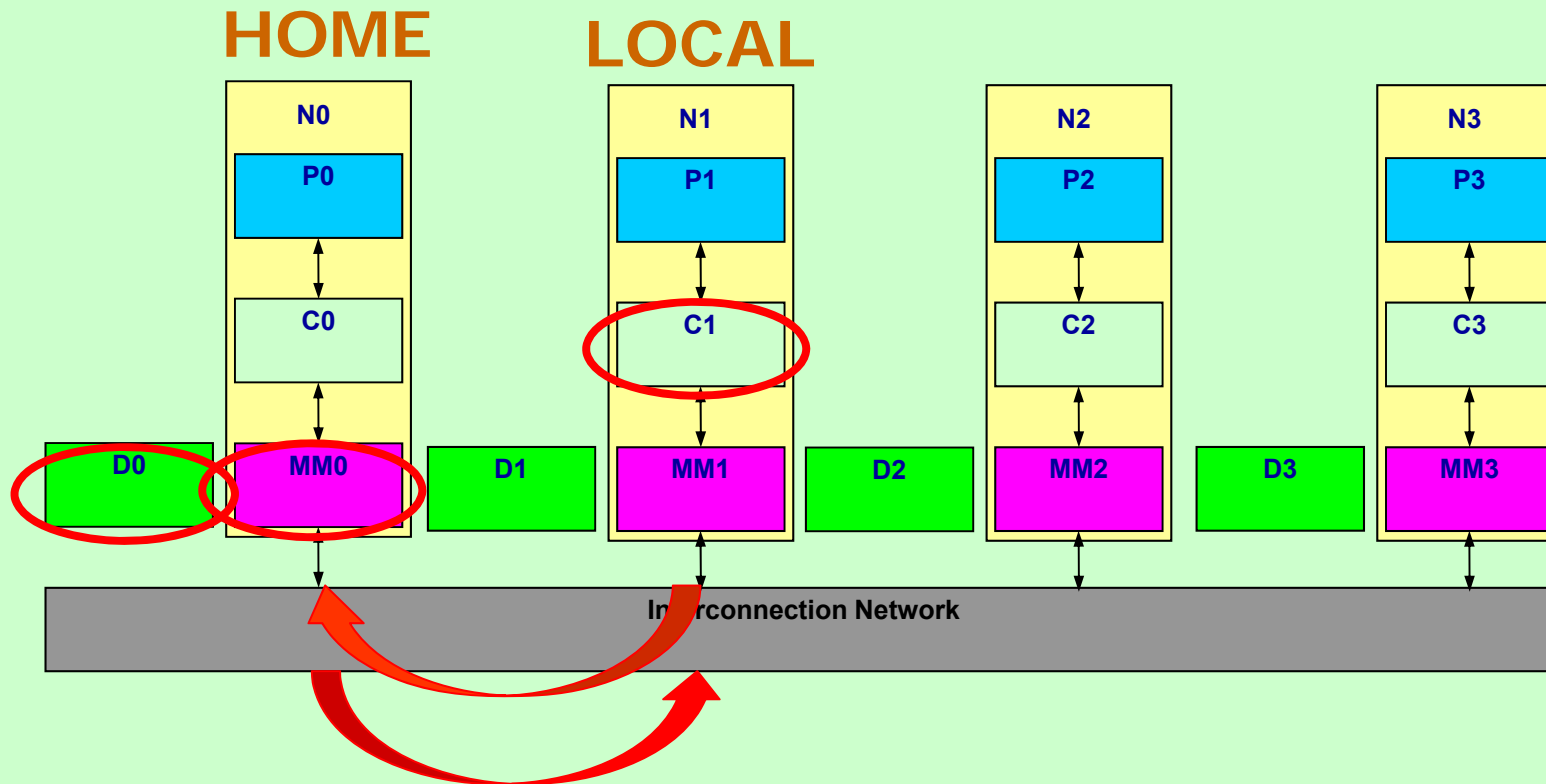 HOME
LOCAL
N0
N1
N2
N3
P0
P1
P2
P3
C0
C1
C2
C3
D0
MM0
D1
MM1
D2
MM2
D3
MM3
Interconnection Network